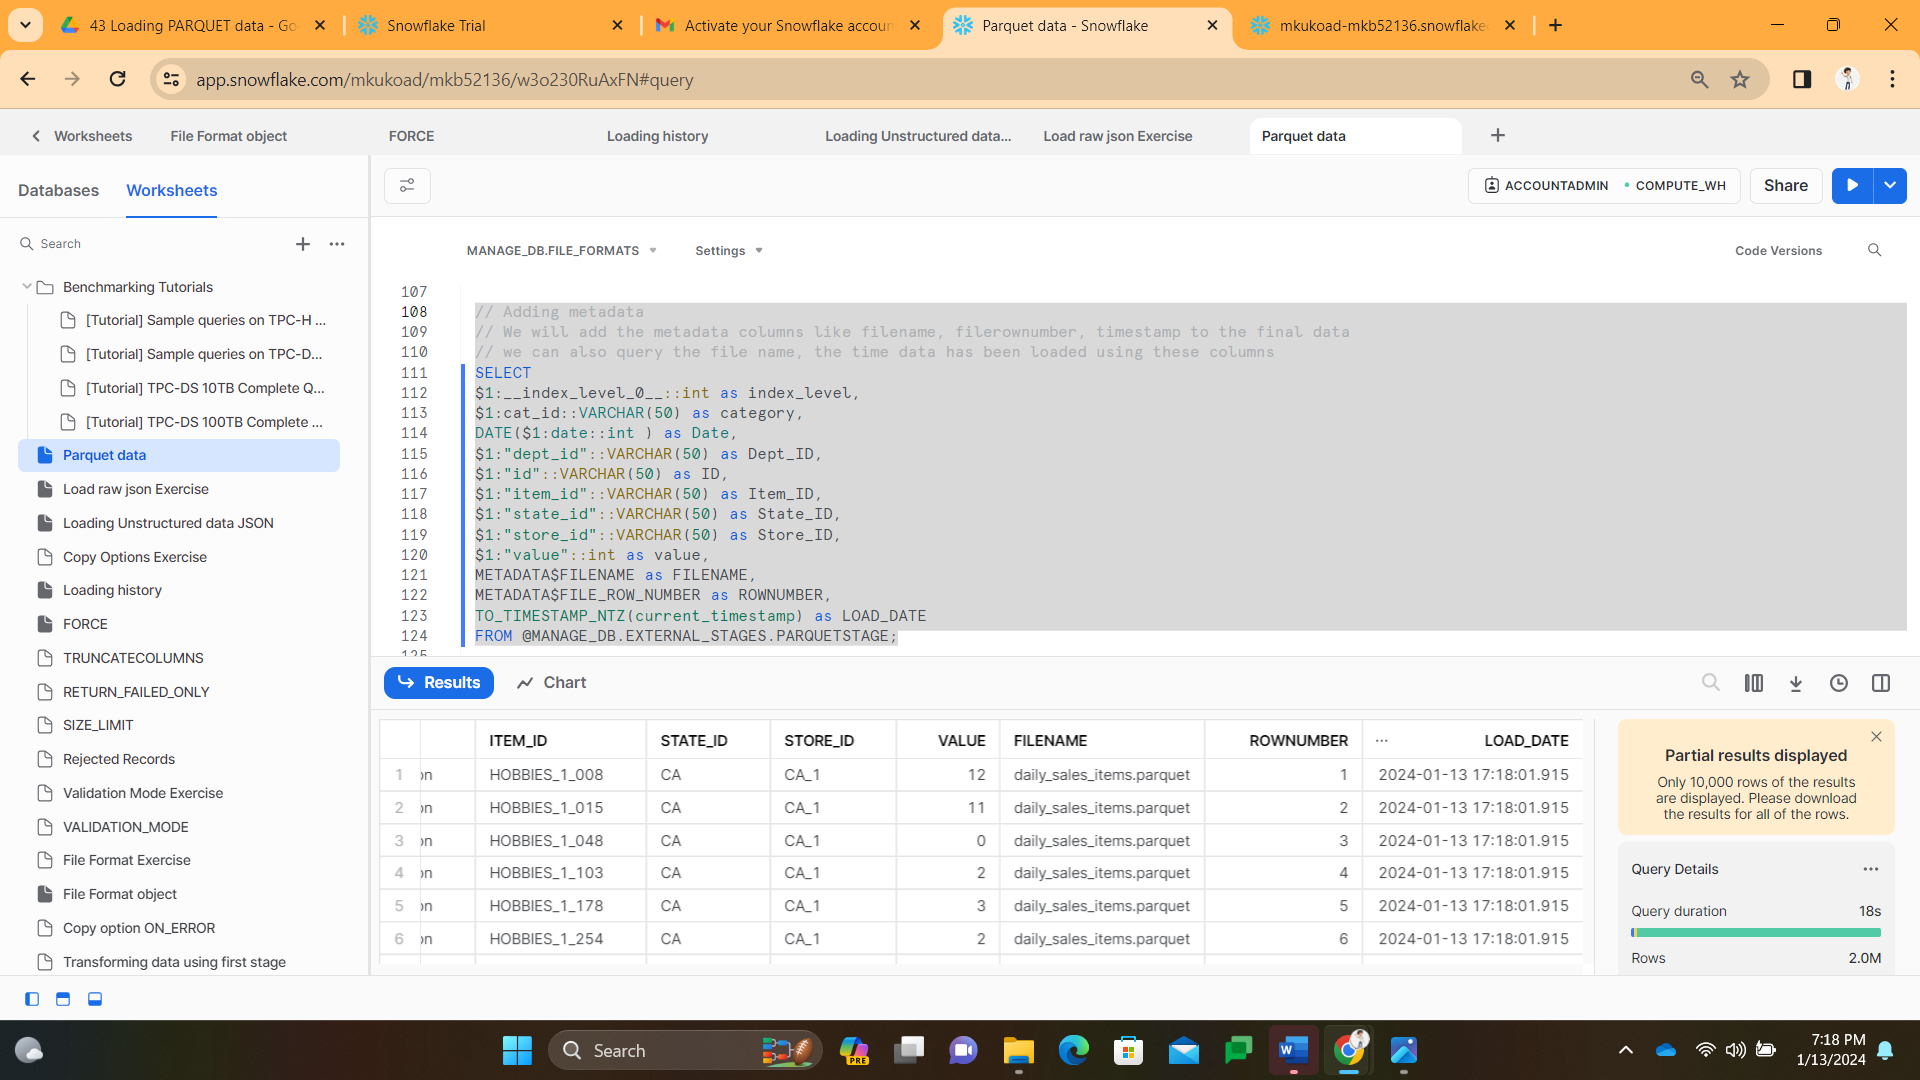 43 Loading PARQUET data - Go
Snowflake Trial
Activate your Snowflake accoun
Parquet data - Snowflake
mkukoad-mkb52136.snowflake
app.snowflake.com/mkukoad/mkb52136/w3o230RuAxFN#query
Worksheets
File Format object
FORCE
Loading history
Loading Unstructured data...
Load raw json Exercise
Parquet data
Databases
Worksheets
ACCOUNTADMIN
COMPUTE_WH
Share
Search
MANAGE_DB.FILE_FORMATS
Settings
Code Versions
Benchmarking Tutorials
[Tutorial] Sample queries on TPC-H ...
[Tutorial] Sample queries on TPC-D...
[Tutorial] TPC-DS 10TB Complete Q...
[Tutorial] TPC-DS 100TB Complete ...
Parquet data
Load raw json Exercise
Loading Unstructured data JSON
Copy Options Exercise
Loading history
FORCE
TRUNCATECOLUMNS
RETURN_FAILED_ONLY
SIZE_LIMIT
Rejected Records
Validation Mode Exercise
VALIDATION_MODE
File Format Exercise
File Format object
Copy option ON_ERROR
Transforming data using first stage
107
108 // Adding metadata
109 // We will add the metadata columns like filename, filerownumber, timestamp to the final data
110 // we can also query the file name, the time data has been loaded using these columns
111 SELECT
112 $1:__index_level_0__::int as index_level,
113 $1:cat_id::VARCHAR(50) as category,
114 DATE($1:date::int ) as Date,
115 $1:"dept_id"::VARCHAR(50) as Dept_ID,
116 $1:"id"::VARCHAR(50) as ID,
117 $1:"item_id"::VARCHAR(50) as Item_ID,
118 $1:"state_id"::VARCHAR(50) as State_ID,
119 $1:"store_id"::VARCHAR(50) as Store_ID,
120 $1:"value"::int as value,
121 METADATA$FILENAME as FILENAME,
122 METADATA$FILE_ROW_NUMBER as ROWNUMBER,
123 TO_TIMESTAMP_NTZ(current_timestamp) as LOAD_DATE
124 FROM @MANAGE_DB.EXTERNAL_STAGES.PARQUETSTAGE;
125
Results
Chart
ITEM_ID STATE_ID STORE_ID VALUE FILENAME ROWNUMBER ... LOAD_DATE
1 on HOBBIES_1_008 CA CA_1 12 daily_sales_items.parquet 1 2024-01-13 17:18:01.915
2 on HOBBIES_1_015 CA CA_1 11 daily_sales_items.parquet 2 2024-01-13 17:18:01.915
3 on HOBBIES_1_048 CA CA_1 0 daily_sales_items.parquet 3 2024-01-13 17:18:01.915
4 on HOBBIES_1_103 CA CA_1 2 daily_sales_items.parquet 4 2024-01-13 17:18:01.915
5 on HOBBIES_1_178 CA CA_1 3 daily_sales_items.parquet 5 2024-01-13 17:18:01.915
6 on HOBBIES_1_254 CA CA_1 2 daily_sales_items.parquet 6 2024-01-13 17:18:01.915
Partial results displayed
Only 10,000 rows of the results
are displayed. Please download
the results for all of the rows.
Query Details
Query duration 18s
Rows 2.0M
Search
PRE
7:18 PM
1/13/2024